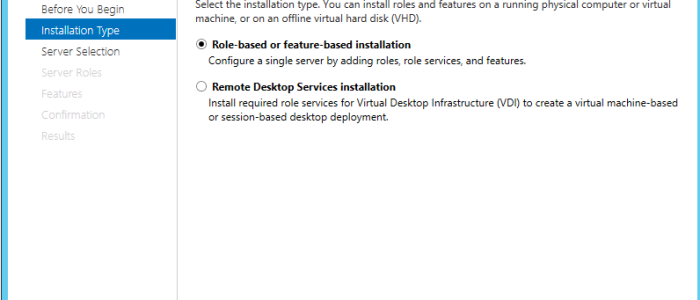 Before You Begin
Installation Type
Server Selection
Server Roles
Features
Confirmation
Results
Select the installation type. You can install roles and features on a running physical computer or virtual
machine, or on an offline virtual hard disk (VHD).
Role-based or feature-based installation
Configure a single server by adding roles, role services, and features.
Remote Desktop Services installation
Install required role services for Virtual Desktop Infrastructure (VDI) to create a virtual machine-based
or session-based desktop deployment.